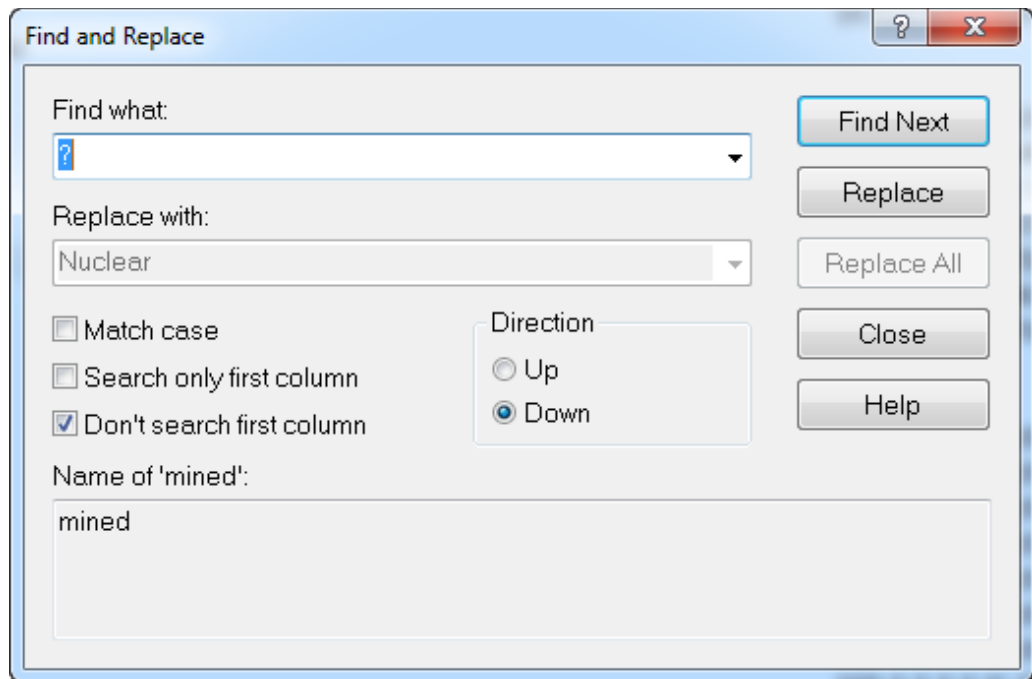 Find and Replace
Find what:
?
Find Next
Replace
Replace with:
Nuclear
Replace All
Match case
Direction
Close
Search only first column
Up
Don't search first column
Down
Help
Name of 'mined':
mined